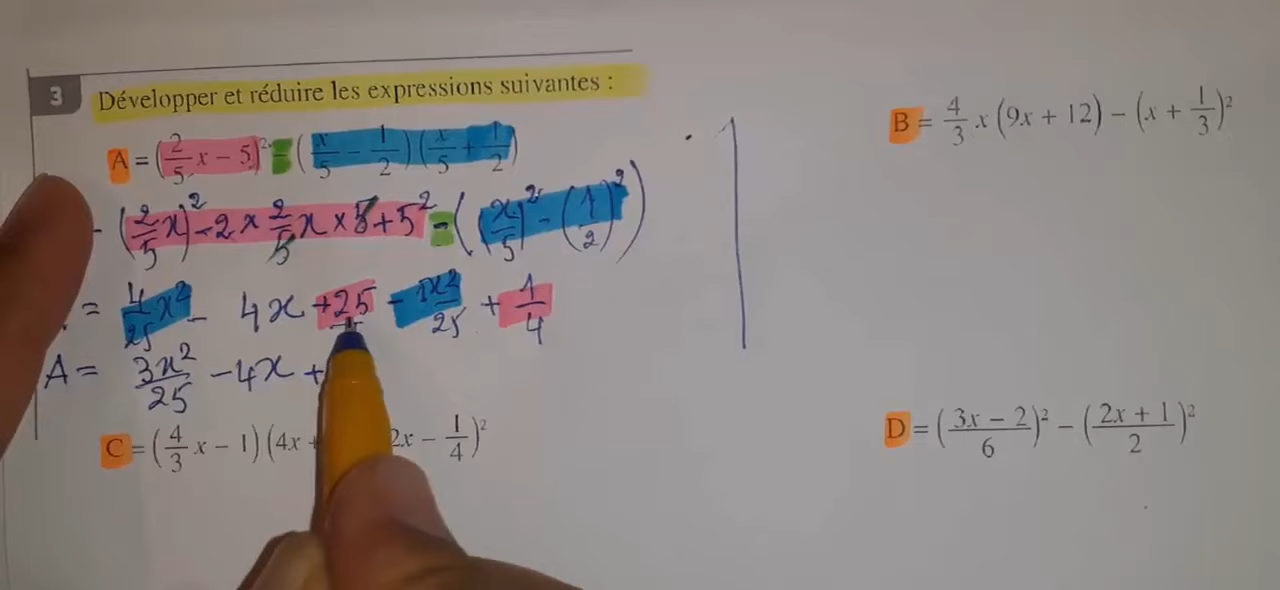 3 Développer et réduire les expressions suivantes :
A = (2/5 x − 5)² − (x/5 − 1/2)(x/5 + 1/2)
(2/5 x)² − 2 × 2/5 x × 5 + 5² − ((x/5)² − (1/2)²)
= 4/25 x² − 4x + 25 − 1x²/25 + 1/4
A = 3x²/25 − 4x +
B = 4/3 x (9x + 12) − (x + 1/3)²
C = (4/3 x − 1)(4x + 2x − 1/4)²
D = ((3x − 2)/6)² − ((2x + 1)/2)²